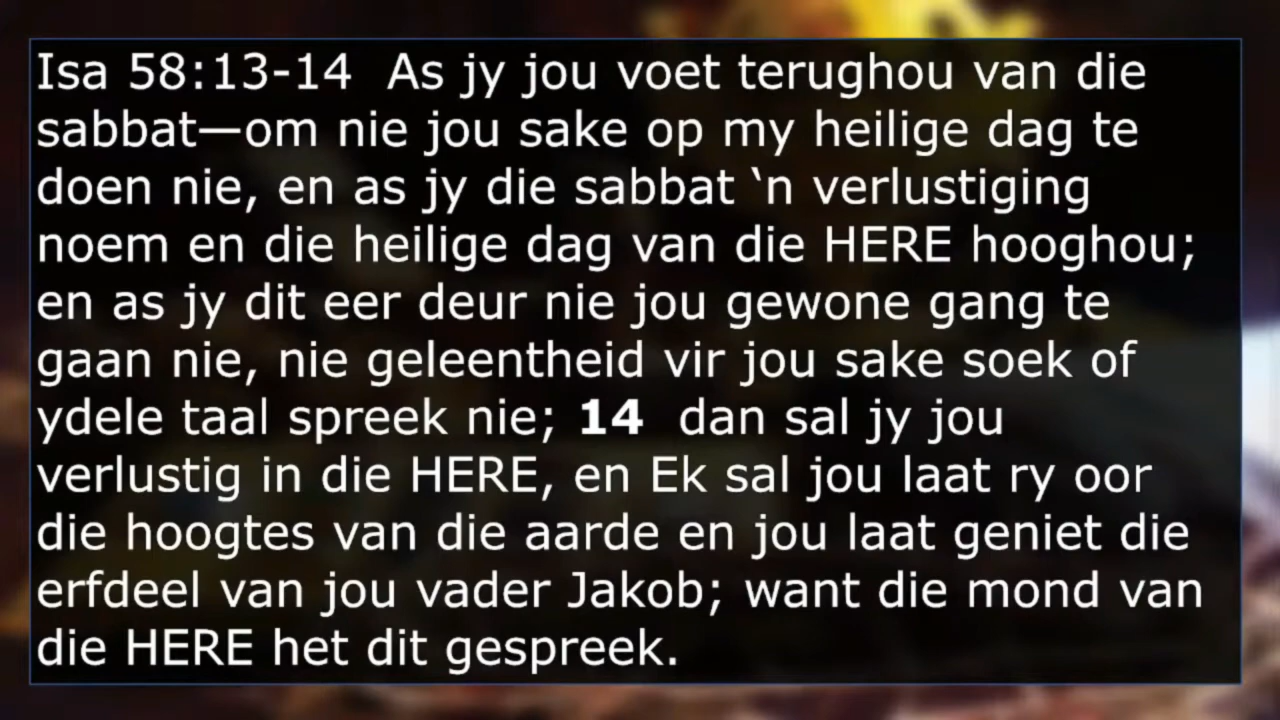 Isa 58:13-14  As jy jou voet terughou van die
sabbat—om nie jou sake op my heilige dag te
doen nie, en as jy die sabbat ‘n verlustiging
noem en die heilige dag van die HERE hooghou;
en as jy dit eer deur nie jou gewone gang te
gaan nie, nie geleentheid vir jou sake soek of
ydele taal spreek nie; 14  dan sal jy jou
verlustig in die HERE, en Ek sal jou laat ry oor
die hoogtes van die aarde en jou laat geniet die
erfdeel van jou vader Jakob; want die mond van
die HERE het dit gespreek.